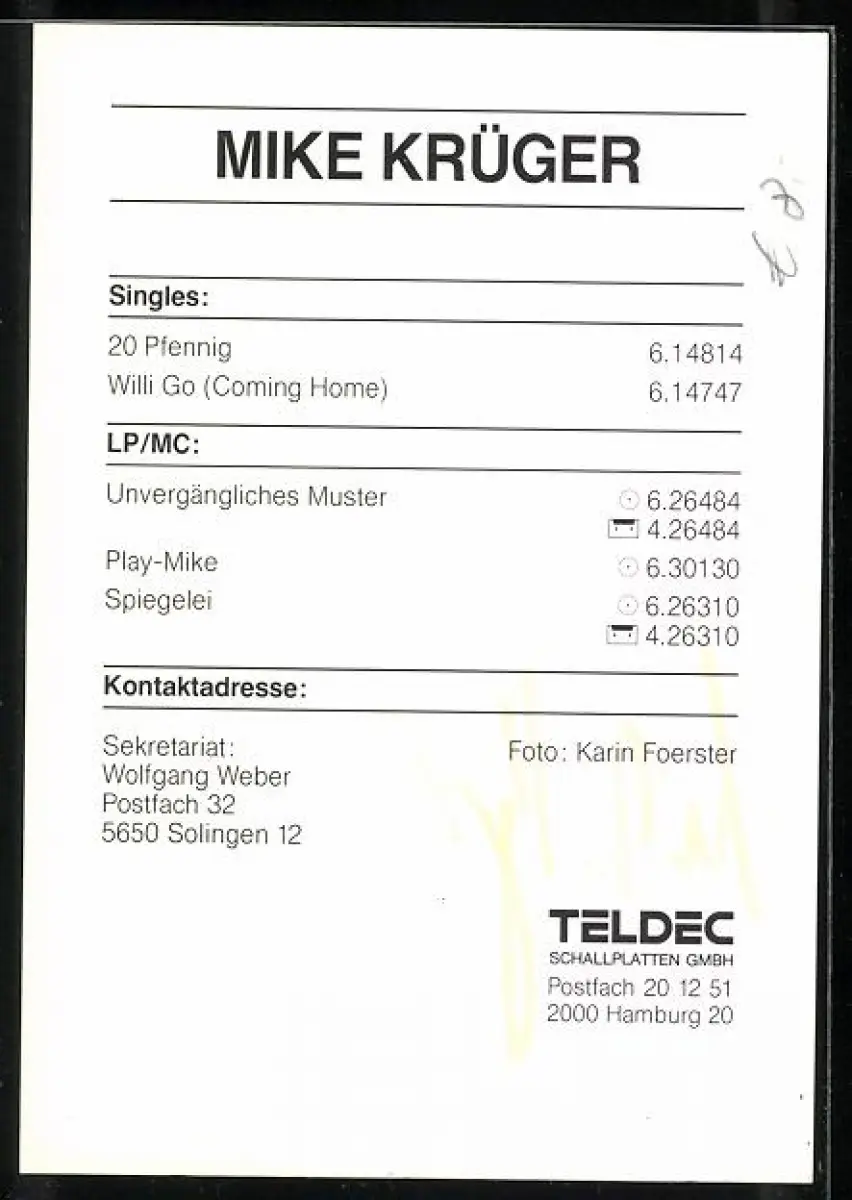 MIKE KRÜGER
Singles:
20 Pfennig 6.14814
Willi Go (Coming Home) 6.14747
LP/MC:
Unvergängliches Muster 6.26484
4.26484
Play-Mike 6.30130
Spiegelei 6.26310
4.26310
Kontaktadresse:
Sekretariat: Foto: Karin Foerster
Wolfgang Weber
Postfach 32
5650 Solingen 12
TELDEC
SCHALLPLATTEN GMBH
Postfach 20 12 51
2000 Hamburg 20